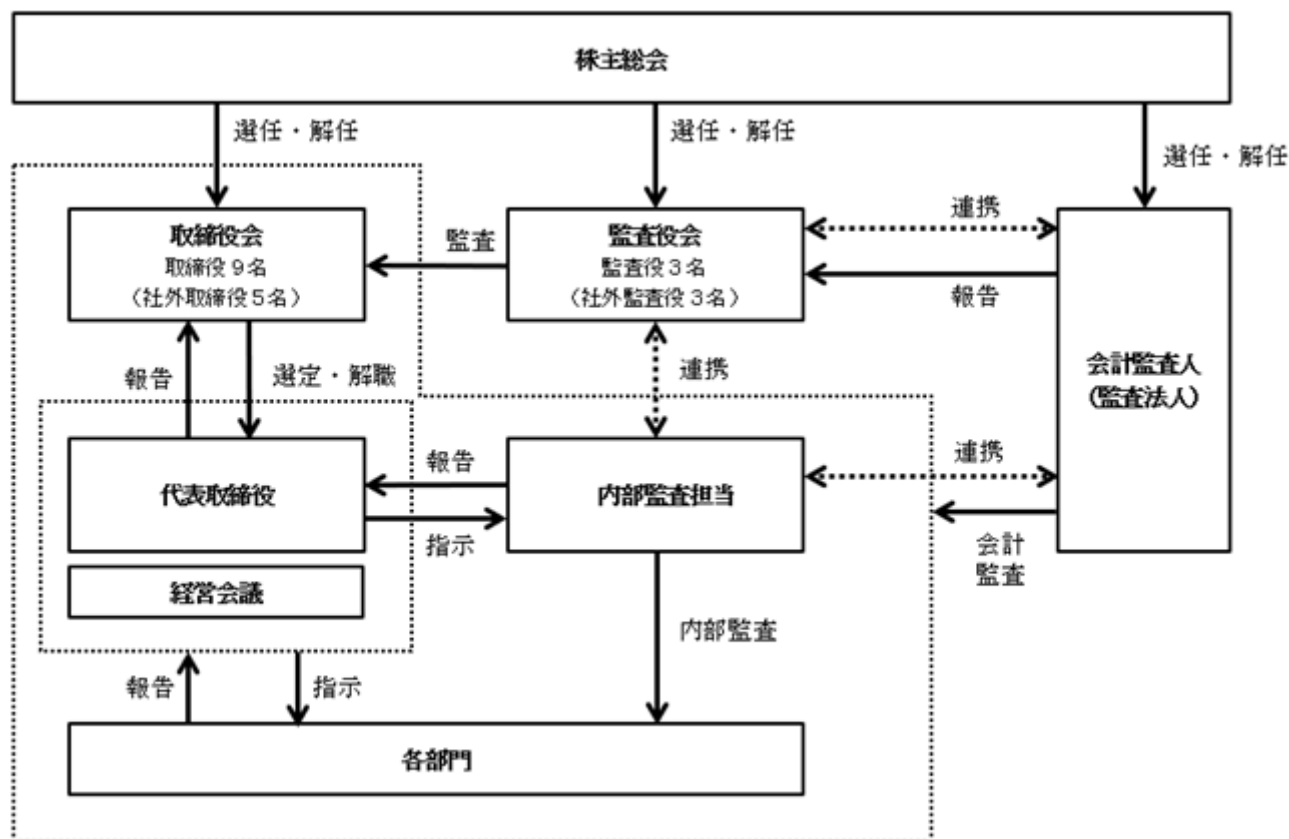 株主総会
選任・解任
選任・解任
選任・解任
取締役会
取締役９名
（社外取締役５名）
監査
監査役会
監査役３名
（社外監査役３名）
連携
報告
会計監査人
（監査法人）
報告
選定・解職
連携
代表取締役
報告
指示
内部監査担当
連携
会計
監査
経営会議
内部監査
報告
指示
各部門